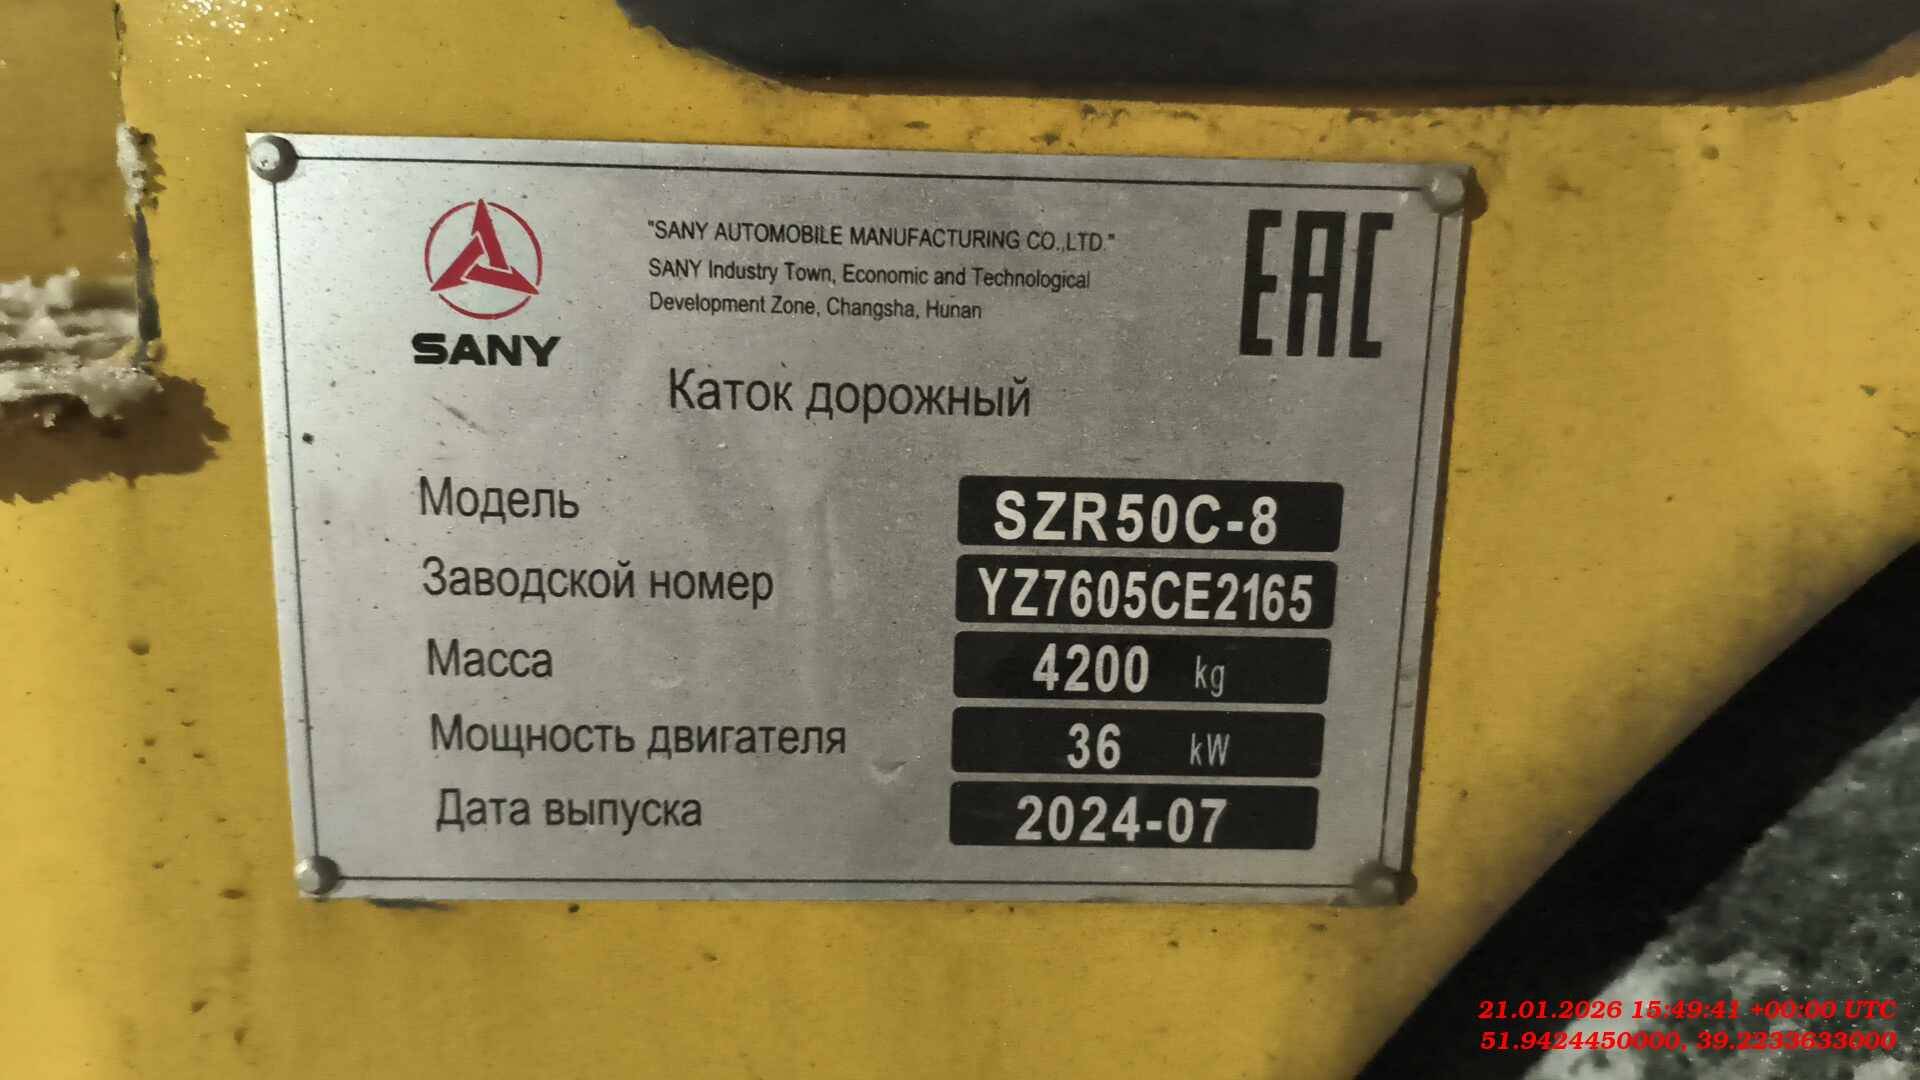 SANY
"SANY AUTOMOBILE MANUFACTURING CO.,LTD."
SANY Industry Town, Economic and Technological
Development Zone, Changsha, Hunan
EAC
Каток дорожный
Модель SZR50C-8
Заводской номер YZ7605CE2165
Масса 4200 kg
Мощность двигателя 36 kW
Дата выпуска 2024-07
21.01.2026 15:49:41 +00:00 UTC
51.9424450000, 39.2233633000